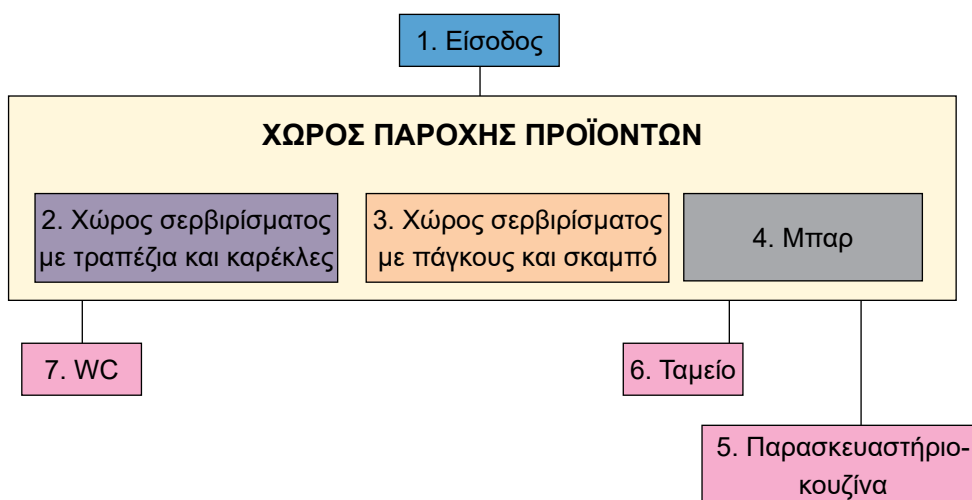 1. Είσοδος
ΧΩΡΟΣ ΠΑΡΟΧΗΣ ΠΡΟΪΟΝΤΩΝ
2. Χώρος σερβιρίσματος
με τραπέζια και καρέκλες
3. Χώρος σερβιρίσματος
με πάγκους και σκαμπό
4. Μπαρ
7. WC
6. Ταμείο
5. Παρασκευαστήριο-
κουζίνα